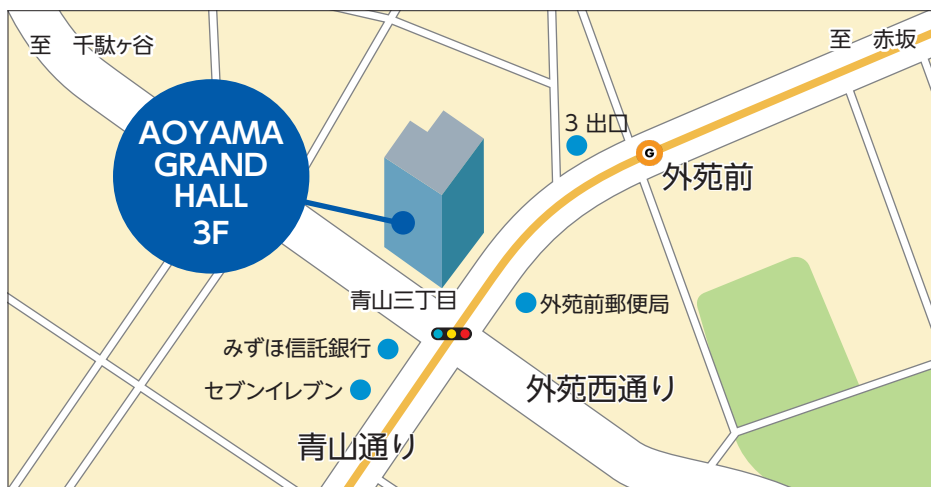 至 千駄ヶ谷
至 赤坂
AOYAMA
GRAND
HALL
3F
3 出口
G
外苑前
青山三丁目
外苑前郵便局
みずほ信託銀行
セブンイレブン
外苑西通り
青山通り